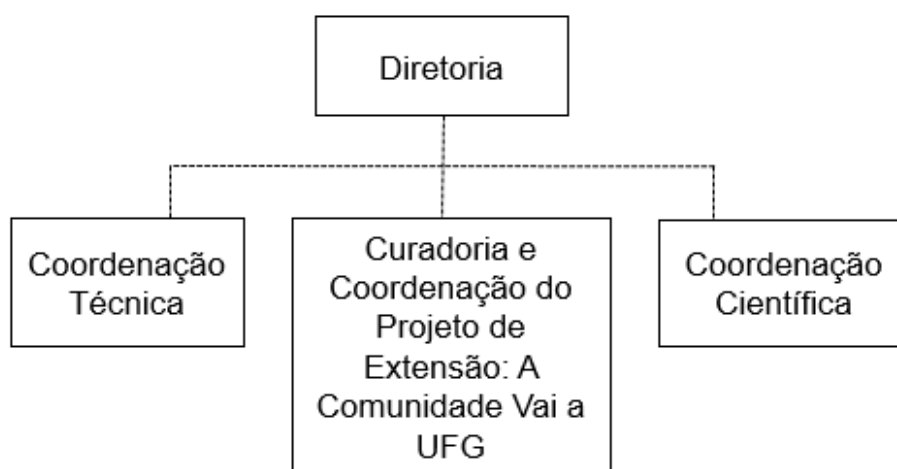 Diretoria
Coordenação
Técnica
Curadoria e
Coordenação do
Projeto de
Extensão: A
Comunidade Vai a
UFG
Coordenação
Científica